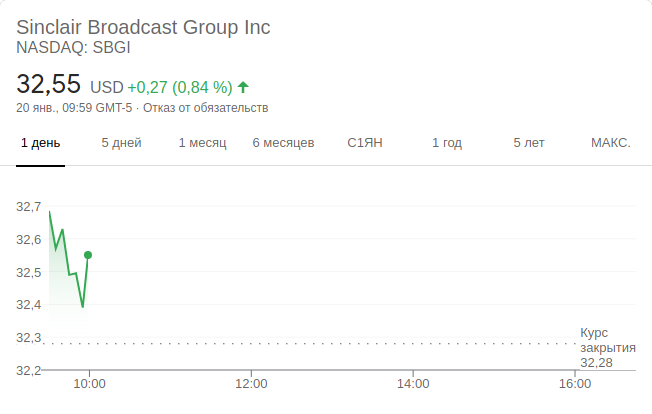 Sinclair Broadcast Group Inc
NASDAQ: SBGI
32,55 USD +0,27 (0,84 %)
20 янв., 09:59 GMT-5 · Отказ от обязательств
1 день 5 дней 1 месяц 6 месяцев С1ЯН 1 год 5 лет МАКС.
32,7
32,6
32,5
32,4
32,3
32,2
Курс
закрытия
32,28
10:00 12:00 14:00 16:00